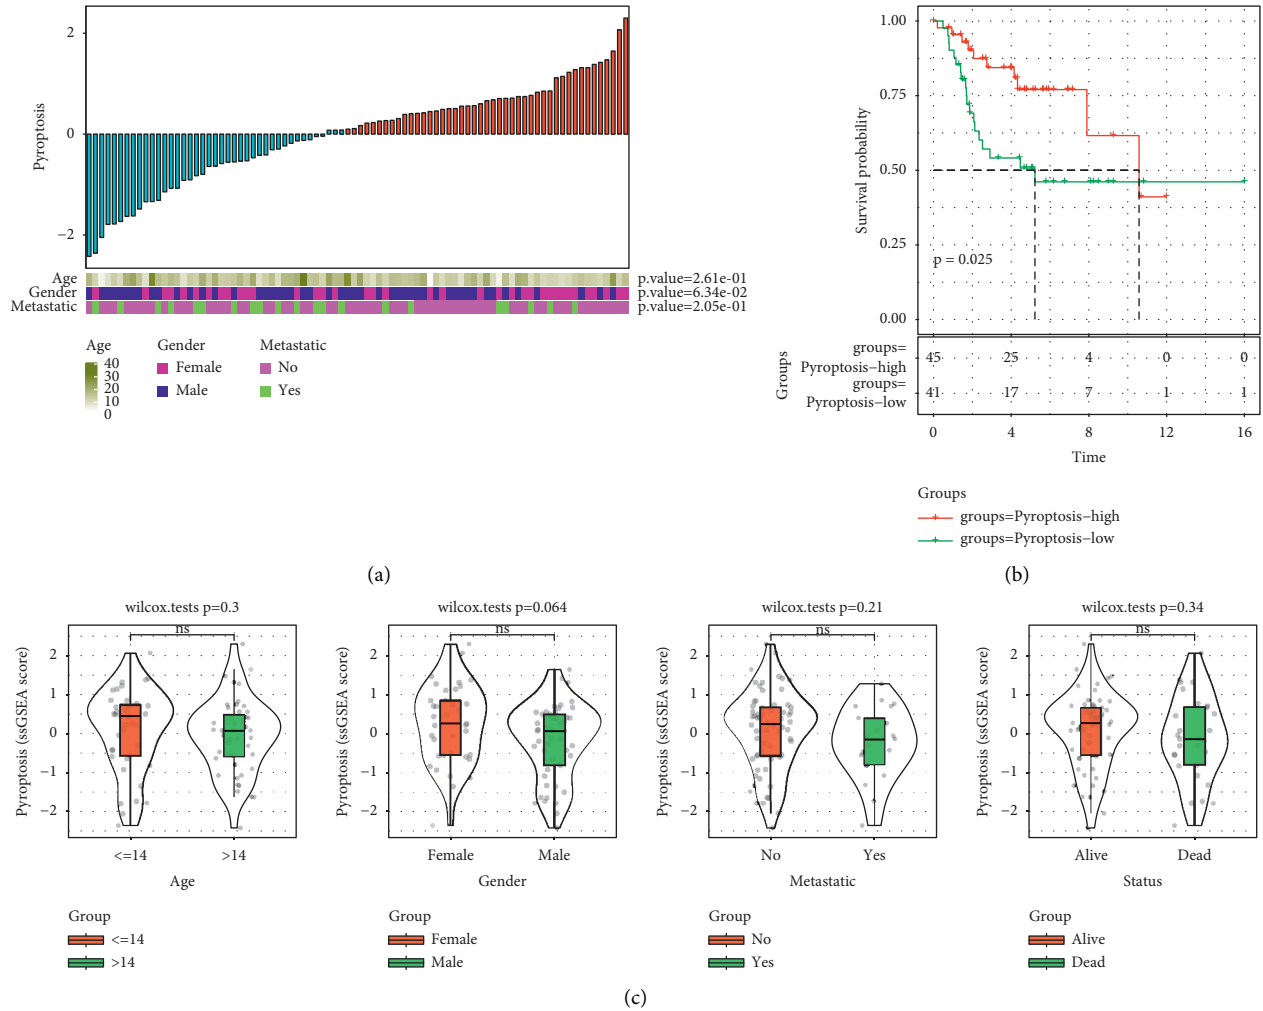 2
0
−2
Pyroptosis
Age
Gender
Metastatic
p.value=2.61e-01
p.value=6.34e-02
p.value=2.05e-01
Age
40
30
20
10
0
Gender
Female
Male
Metastatic
No
Yes
(a)
1.00
0.75
0.50
0.25
0.00
Survival probability
p = 0.025
Groups
groups=
Pyroptosis−high
groups=
Pyroptosis−low
45 25 4 0 0
41 17 7 1 1
0 4 8 12 16
Time
Groups
groups=Pyroptosis−high
groups=Pyroptosis−low
(b)
wilcox.tests p=0.3
ns
Pyroptosis (ssGSEA score)
2
1
0
−1
−2
<=14 >14
Age
Group
<=14
>14
wilcox.tests p=0.064
ns
Pyroptosis (ssGSEA score)
2
1
0
−1
−2
Female Male
Gender
Group
Female
Male
wilcox.tests p=0.21
ns
Pyroptosis (ssGSEA score)
2
1
0
−1
−2
No Yes
Metastatic
Group
No
Yes
wilcox.tests p=0.34
ns
Pyroptosis (ssGSEA score)
2
1
0
−1
−2
Alive Dead
Status
Group
Alive
Dead
(c)